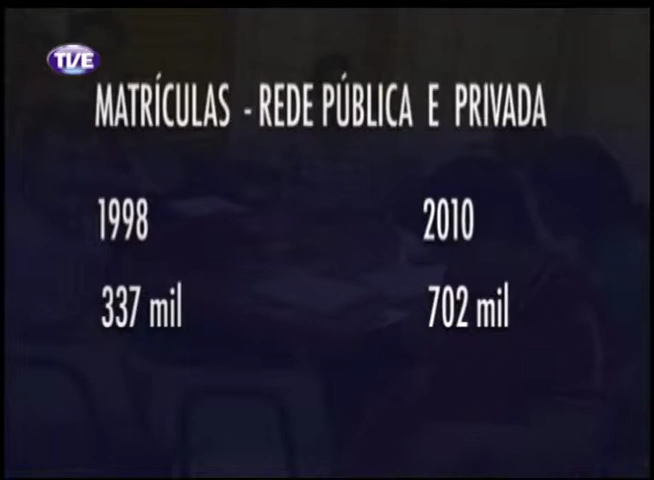 TVE
MATRÍCULAS - REDE PÚBLICA E PRIVADA
1998 2010
337 mil 702 mil